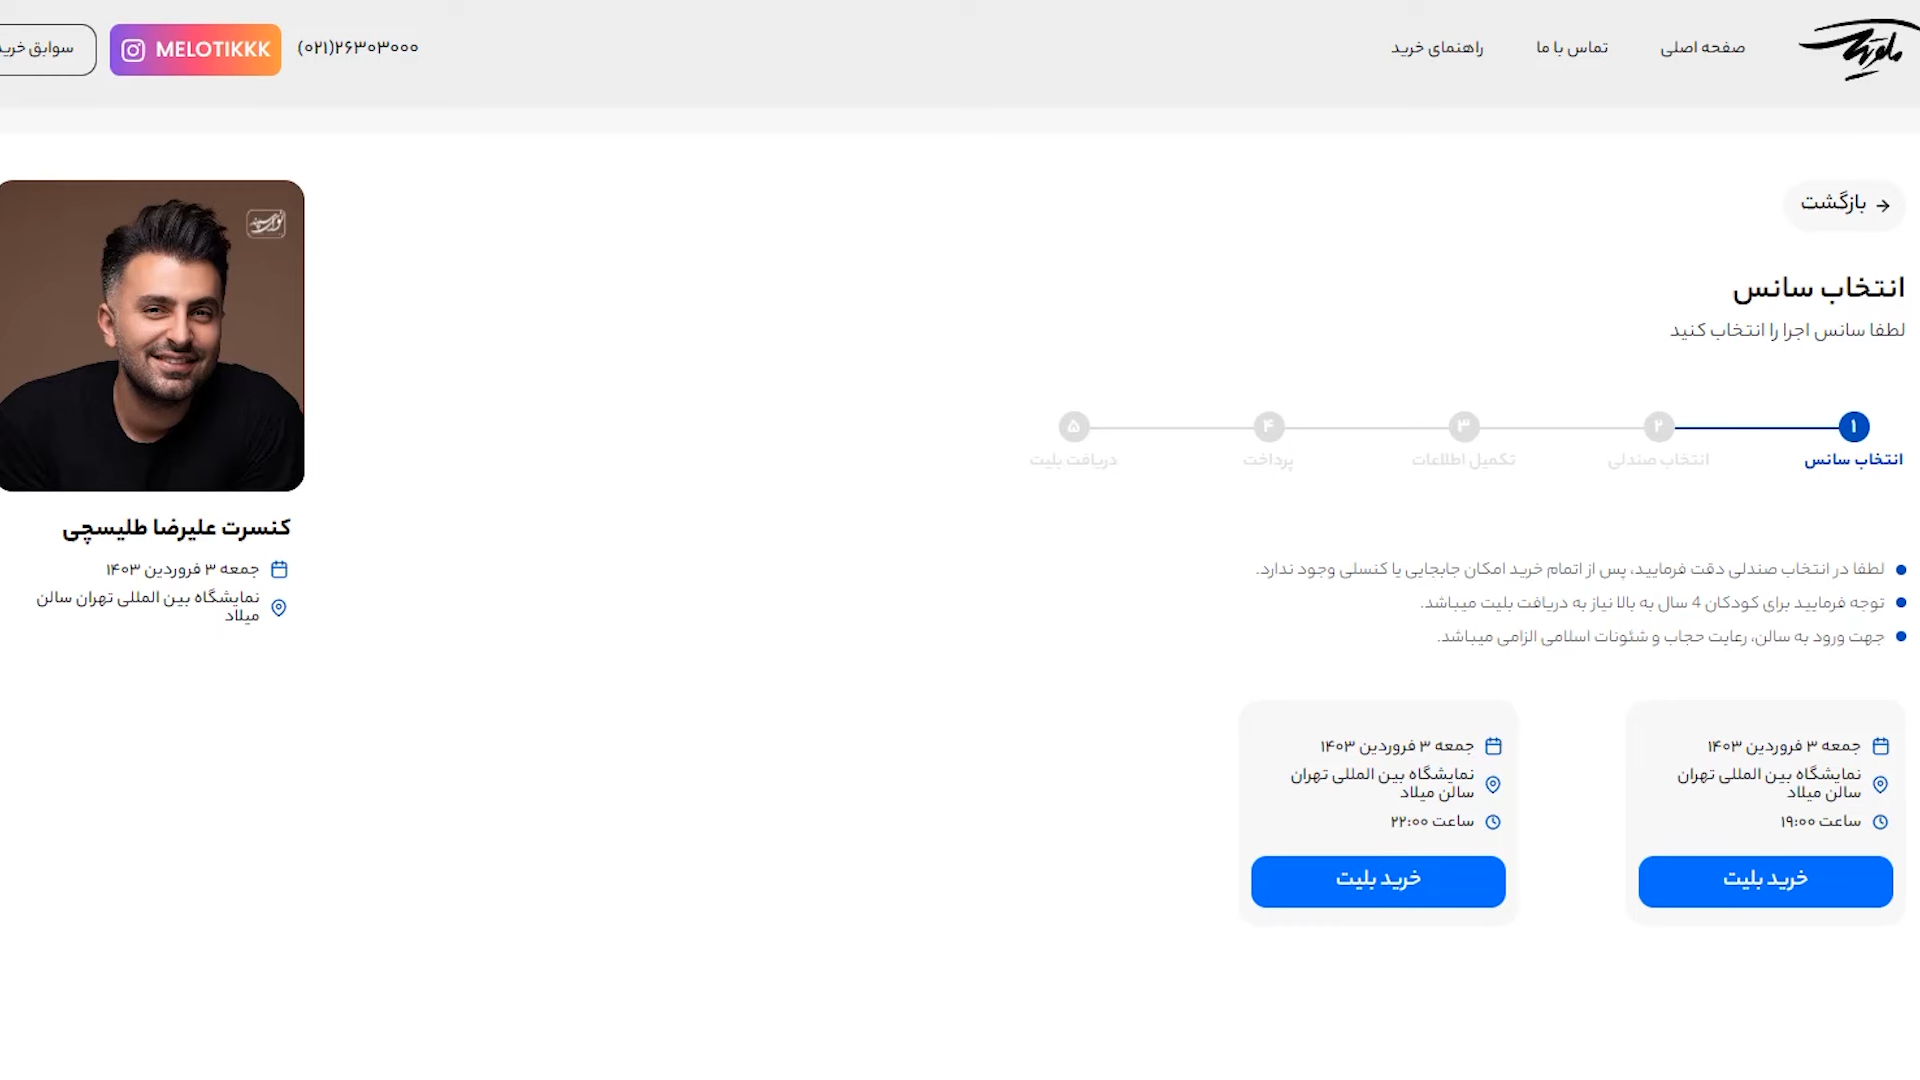 صفحه اصلی
تماس با ما
راهنمای خرید
(۰۲۱)۲۶۳۰۳۰۰۰
MELOTIKKK
سوابق خرید
بازگشت
انتخاب سانس
لطفا سانس اجرا را انتخاب کنید
۱
۲
۳
۴
۵
انتخاب سانس
انتخاب صندلی
تکمیل اطلاعات
پرداخت
دریافت بلیت
لطفا در انتخاب صندلی دقت فرمایید، پس از اتمام خرید امکان جابجایی یا کنسلی وجود ندارد.
توجه فرمایید برای کودکان 4 سال به بالا نیاز به دریافت بلیت میباشد.
جهت ورود به سالن، رعایت حجاب و شئونات اسلامی الزامی میباشد.
جمعه ۳ فروردین ۱۴۰۳
نمایشگاه بین المللی تهران
سالن میلاد
ساعت ۱۹:۰۰
خرید بلیت
جمعه ۳ فروردین ۱۴۰۳
نمایشگاه بین المللی تهران
سالن میلاد
ساعت ۲۲:۰۰
خرید بلیت
کنسرت علیرضا طلیسچی
جمعه ۳ فروردین ۱۴۰۳
نمایشگاه بین المللی تهران سالن
میلاد